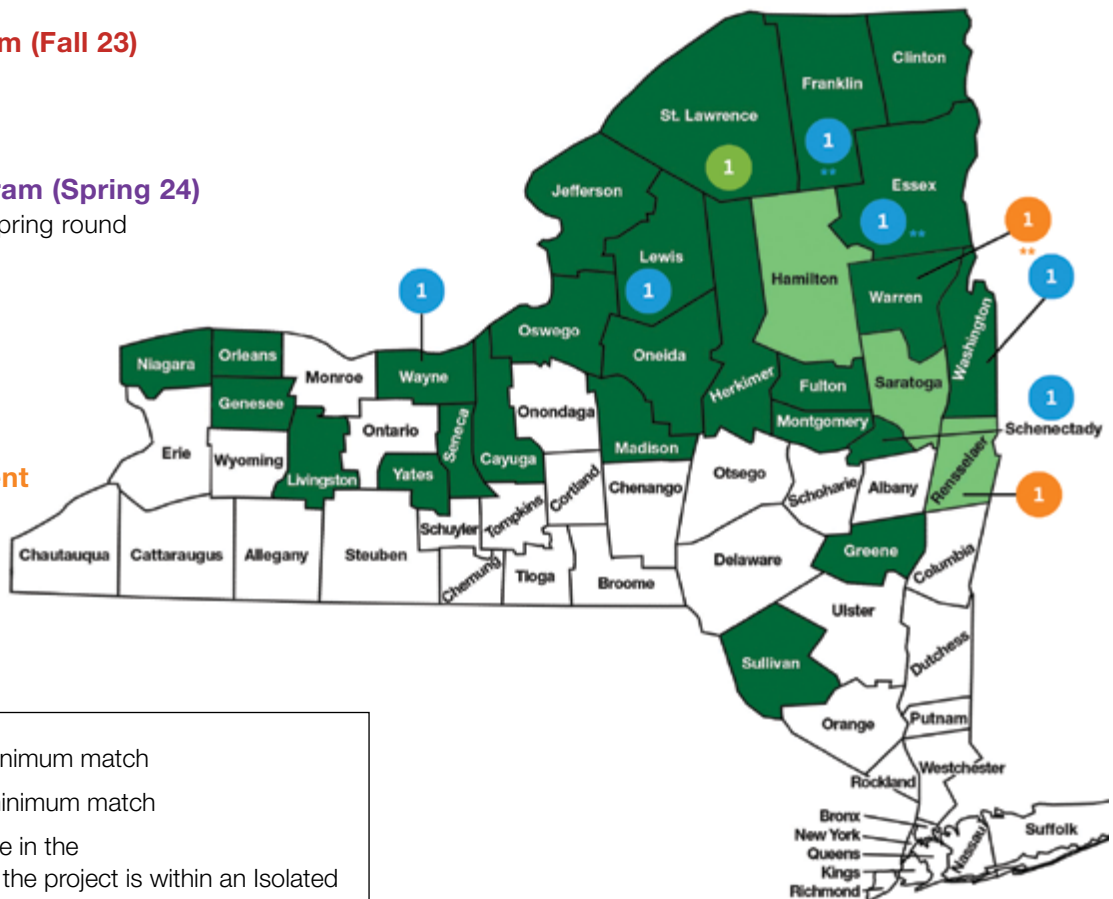 m (Fall 23)
ram (Spring 24)
pring round
ent
nimum match
ninimum match
e in the
the project is within an Isolated
Clinton
Franklin
St. Lawrence
1
**
1
Essex
1
**
Jefferson
Lewis
1
Hamilton
1
**
1
Warren
Washington
1
Oswego
Oneida
Herkimer
Fulton
Saratoga
Montgomery
1
Schenectady
Niagara
Orleans
Monroe
Wayne
Genesee
Ontario
Seneca
Cayuga
Onondaga
Madison
Erie
Wyoming
Livingston
Yates
Otsego
Schoharie
Albany
Rensselaer
1
Chautauqua
Cattaraugus
Allegany
Steuben
Schuyler
Tompkins
Cortland
Chenango
Chemung
Tioga
Broome
Delaware
Greene
Columbia
Ulster
Dutchess
Sullivan
Orange
Putnam
Rockland
Westchester
Bronx
New York
Queens
Kings
Richmond
Nassau
Suffolk